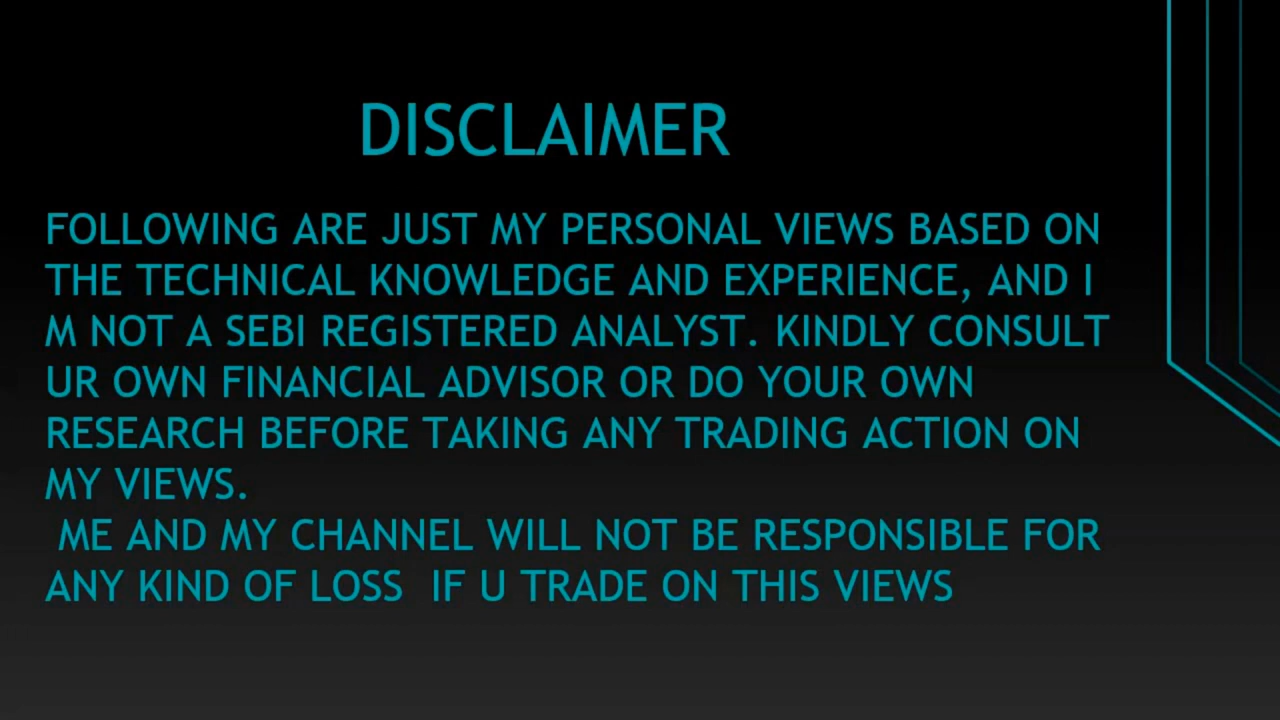 DISCLAIMER
FOLLOWING ARE JUST MY PERSONAL VIEWS BASED ON
THE TECHNICAL KNOWLEDGE AND EXPERIENCE, AND I
M NOT A SEBI REGISTERED ANALYST. KINDLY CONSULT
UR OWN FINANCIAL ADVISOR OR DO YOUR OWN
RESEARCH BEFORE TAKING ANY TRADING ACTION ON
MY VIEWS.
ME AND MY CHANNEL WILL NOT BE RESPONSIBLE FOR
ANY KIND OF LOSS  IF U TRADE ON THIS VIEWS